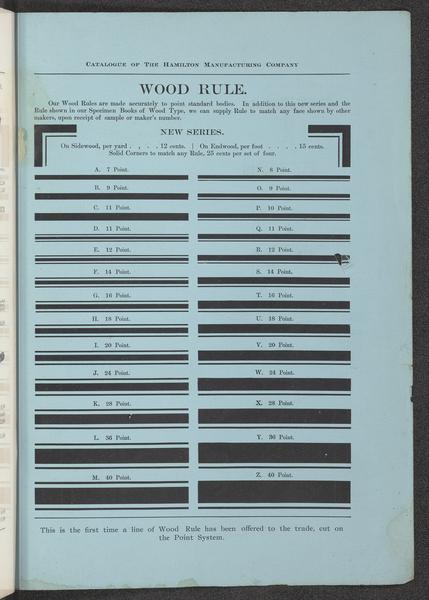 CATALOGUE OF THE HAMILTON MANUFACTURING COMPANY
WOOD RULE.
Our Wood Rules are made accurately to point standard bodies. In addition to this new series and the
Rule shown in our Specimen Books of Wood Type, we can supply Rule to match any face shown by other
makers, upon receipt of sample or maker's number.
NEW SERIES.
On Sidewood, per yard . , . . 12 cents. | On Endwood, per foot . . . . 15 cents.
Solid Corners to match any Rule, 25 cents per set of four.
A. 7 Point.
B. 9 Point.
C. 11 Point.
D. 11 Point.
E. 12 Point.
F. 14 Point.
G. 16 Point.
H. 18 Point.
I. 20 Point.
J. 24 Point.
K. 28 Point.
L. 36 Point.
M. 40 Point.
N. 8 Point.
O. 9 Point.
P. 10 Point.
Q. 11 Point.
R. 12 Point.
S. 14 Point.
T. 16 Point.
U. 18 Point.
V. 20 Point.
W. 24 Point.
X. 28 Point.
Y. 36 Point.
Z. 40 Point.
This is the first time a line of Wood Rule has been offered to the trade, cut on
the Point System.